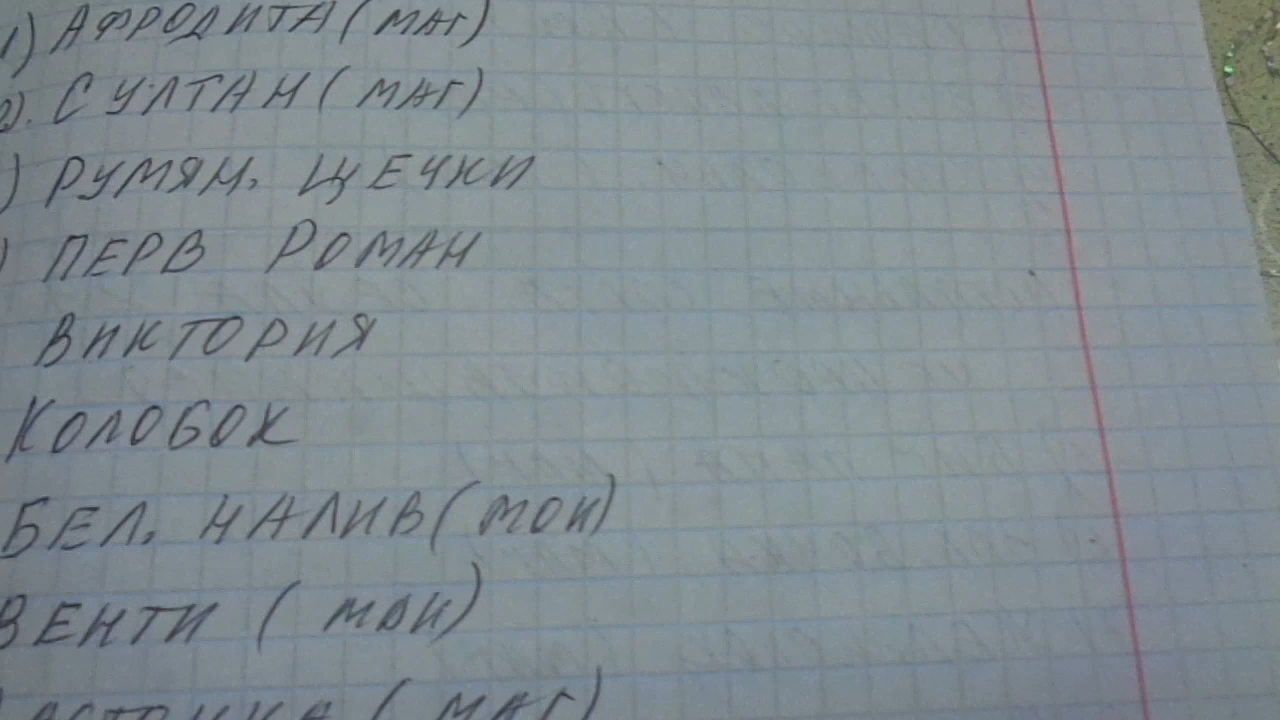 1) АФРОДИТА (МАГ)
2). СУЛТАН (МАГ)
) РУМЯН. ЩЕЧКИ
) ПЕРВ РОМАН
ВИКТОРИЯ
КОЛОБОК
БЕЛ. НАЛИВ (МОИ)
ВЕНТИ (МОИ)
(МАГ)